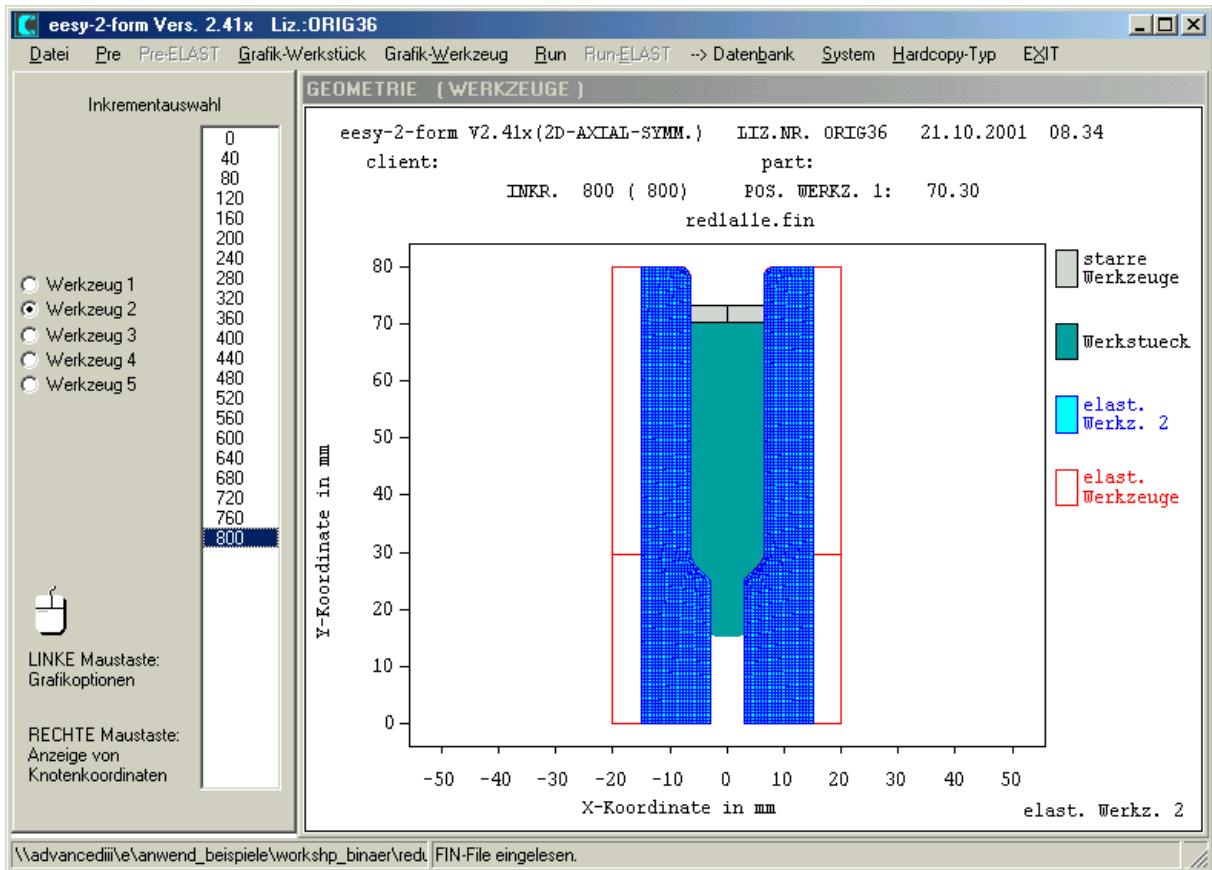 eesy-2-form Vers. 2.41x Liz.:ORIG36
Datei Pre Pre-ELAST Grafik-Werkstück Grafik-Werkzeug Run Run-ELAST --> Datenbank System Hardcopy-Typ EXIT
Inkrementauswahl
0
40
80
120
160
200
240
280
320
360
400
440
480
520
560
600
640
680
720
760
800
Werkzeug 1
Werkzeug 2
Werkzeug 3
Werkzeug 4
Werkzeug 5
LINKE Maustaste:
Grafikoptionen
RECHTE Maustaste:
Anzeige von
Knotenkoordinaten
GEOMETRIE ( WERKZEUGE )
eesy-2-form V2.41x(2D-AXIAL-SYMM.) LIZ.NR. ORIG36 21.10.2001 08.34
client: part:
INKR. 800 ( 800) POS. WERKZ. 1: 70.30
red1alle.fin
80
70
60
50
40
30
20
10
0
Y-Koordinate in mm
-50 -40 -30 -20 -10 0 10 20 30 40 50
X-Koordinate in mm
starre
Werkzeuge
Werkstueck
elast.
Werkz. 2
elast.
Werkzeuge
elast. Werkz. 2
\\advancediii\e\anwend_beispiele\workshp_binaer\redu
FIN-File eingelesen.